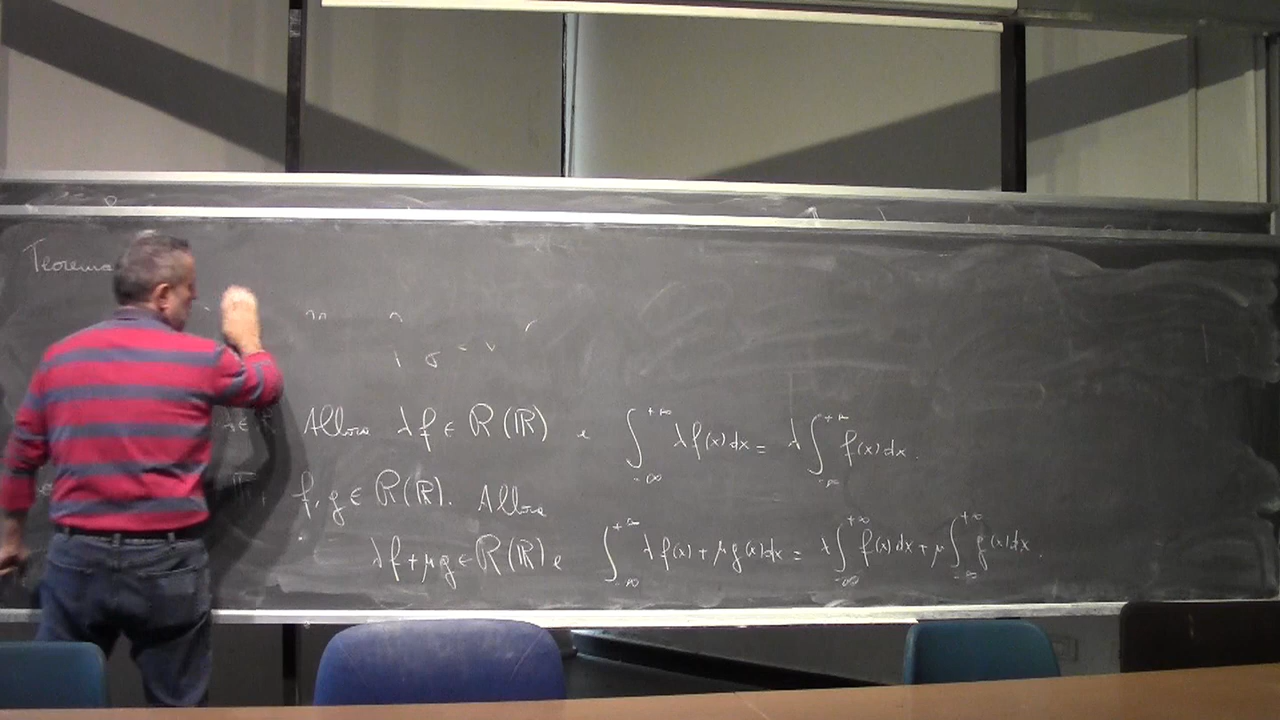 Teorema
λ ∈ Allora λf ∈ R(ℝ) e ∫_{-∞}^{+∞} λf(x)dx = λ ∫_{-∞}^{+∞} f(x)dx.
f, g ∈ R(ℝ). Allora
λf + μg ∈ R(ℝ) e ∫_{-∞}^{+∞} λf(x) + μg(x)dx = λ ∫_{-∞}^{+∞} f(x)dx + μ ∫_{-∞}^{+∞} g(x)dx.